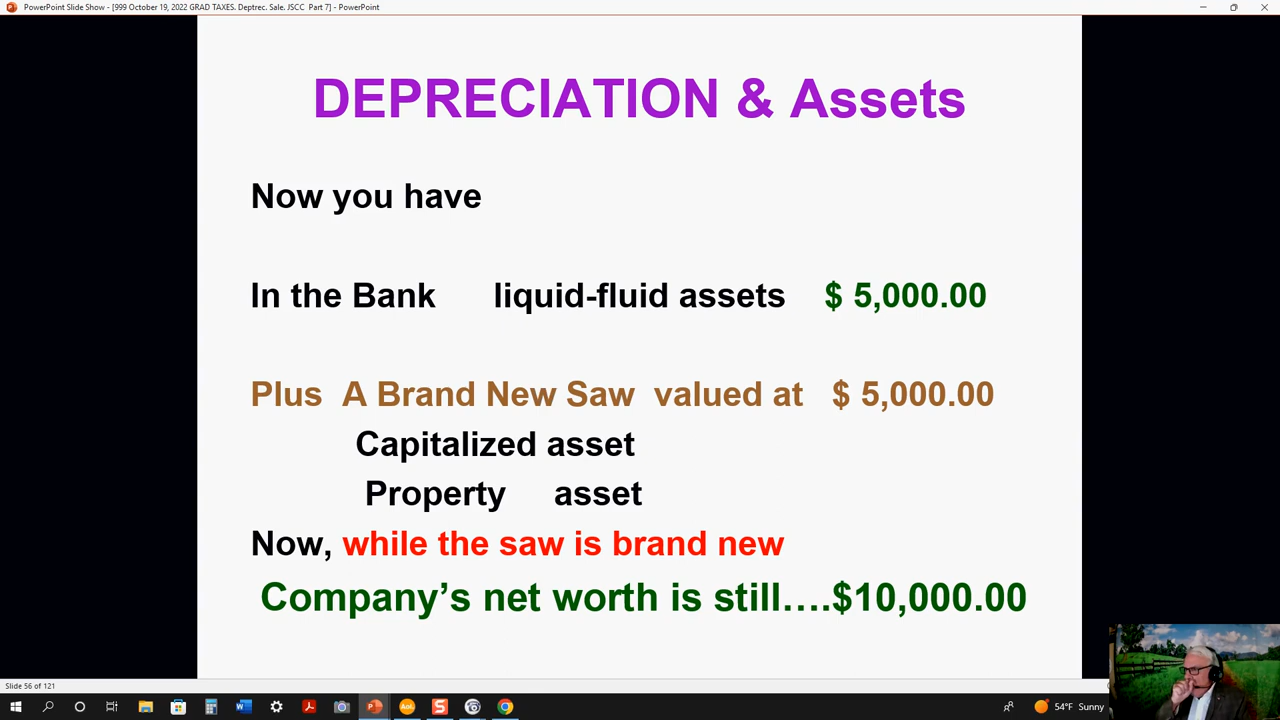 PowerPoint Slide Show - [999 October 19, 2022 GRAD TAXES. Deptrec. Sale. JSCC Part 7] - PowerPoint
DEPRECIATION & Assets
Now you have
In the Bank liquid-fluid assets $ 5,000.00
Plus A Brand New Saw valued at $ 5,000.00
Capitalized asset
Property asset
Now, while the saw is brand new
Company’s net worth is still….$10,000.00
Slide 56 of 121
54°F Sunny